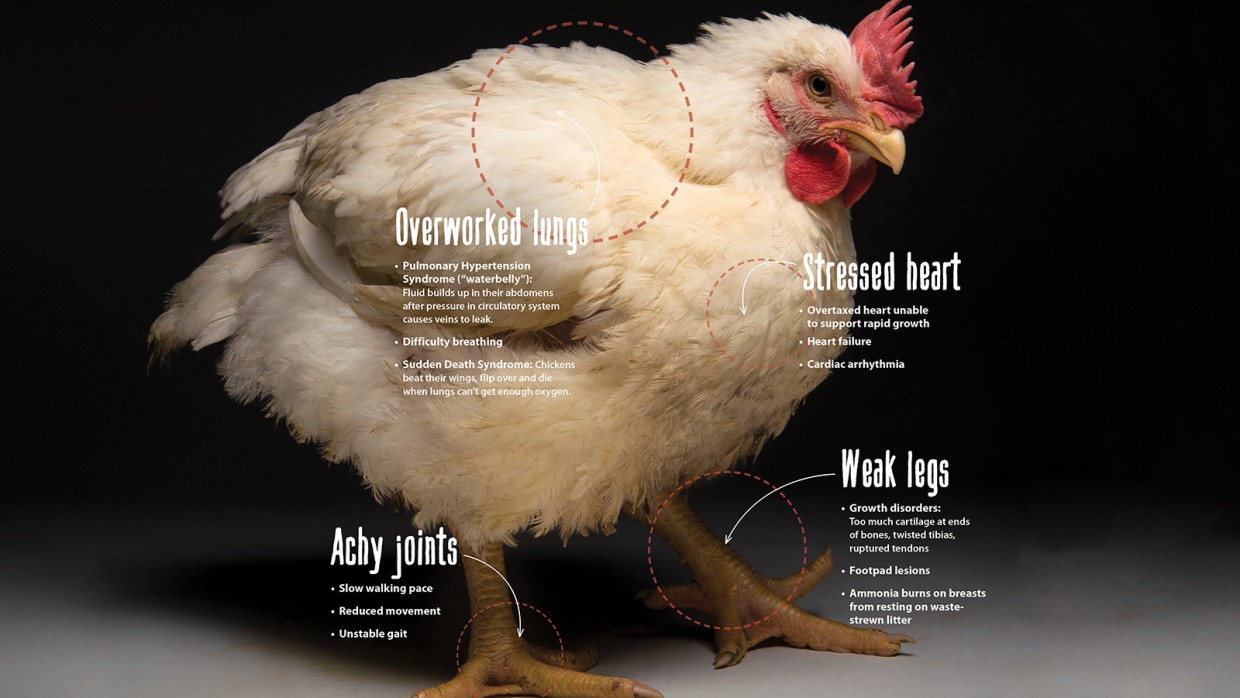 Overworked lungs
• Pulmonary Hypertension
Syndrome (“waterbelly”):
Fluid builds up in their abdomens
after pressure in circulatory system
causes veins to leak.
• Difficulty breathing
• Sudden Death Syndrome: Chickens
beat their wings, flip over and die
when lungs can’t get enough oxygen.
Stressed heart
• Overtaxed heart unable
to support rapid growth
• Heart failure
• Cardiac arrhythmia
Weak legs
• Growth disorders:
Too much cartilage at ends
of bones, twisted tibias,
ruptured tendons
• Footpad lesions
• Ammonia burns on breasts
from resting on waste-
strewn litter
Achy joints
• Slow walking pace
• Reduced movement
• Unstable gait